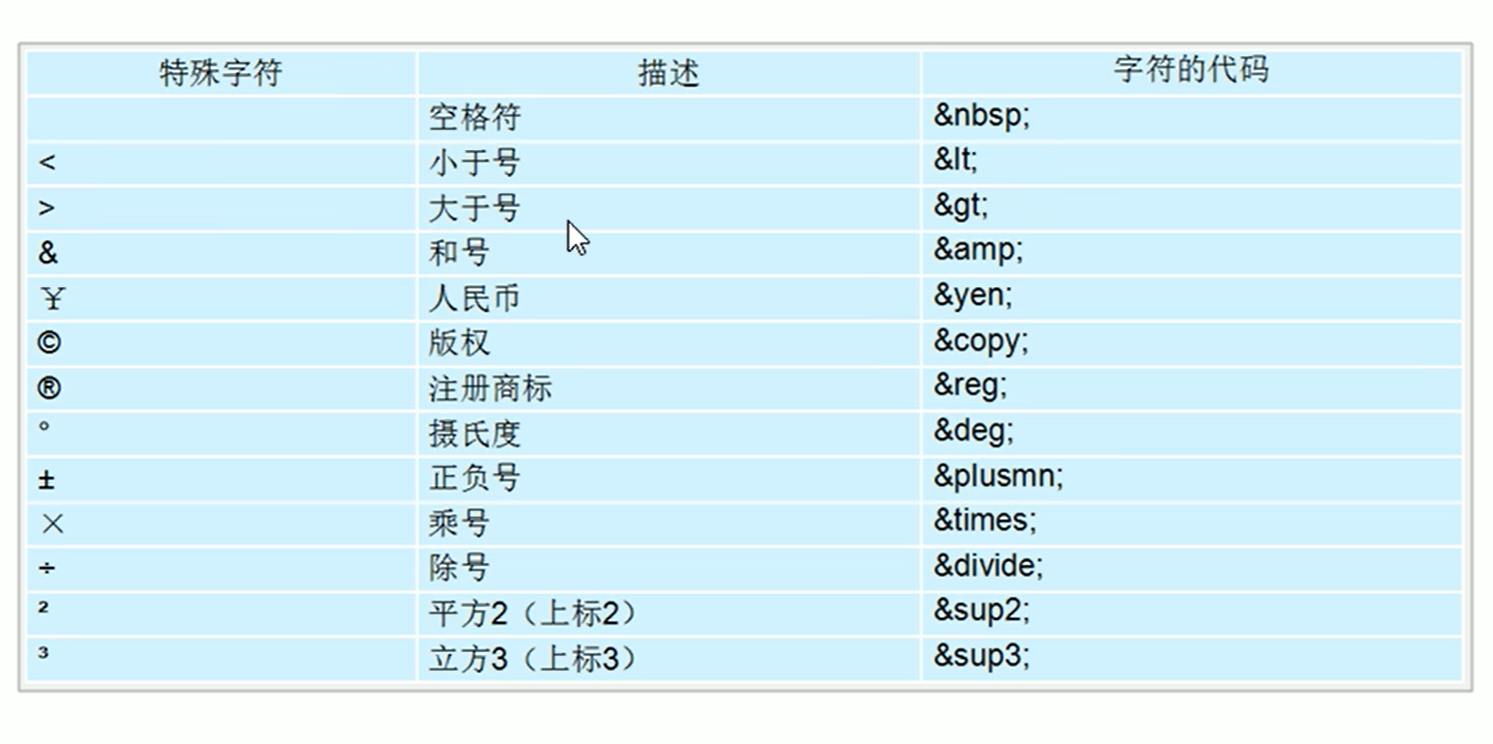 特殊字符 描述 字符的代码
空格符 &nbsp;
< 小于号 &lt;
> 大于号 &gt;
& 和号 &amp;
¥ 人民币 &yen;
© 版权 &copy;
® 注册商标 &reg;
° 摄氏度 &deg;
± 正负号 &plusmn;
× 乘号 &times;
÷ 除号 &divide;
² 平方2（上标2） &sup2;
³ 立方3（上标3） &sup3;